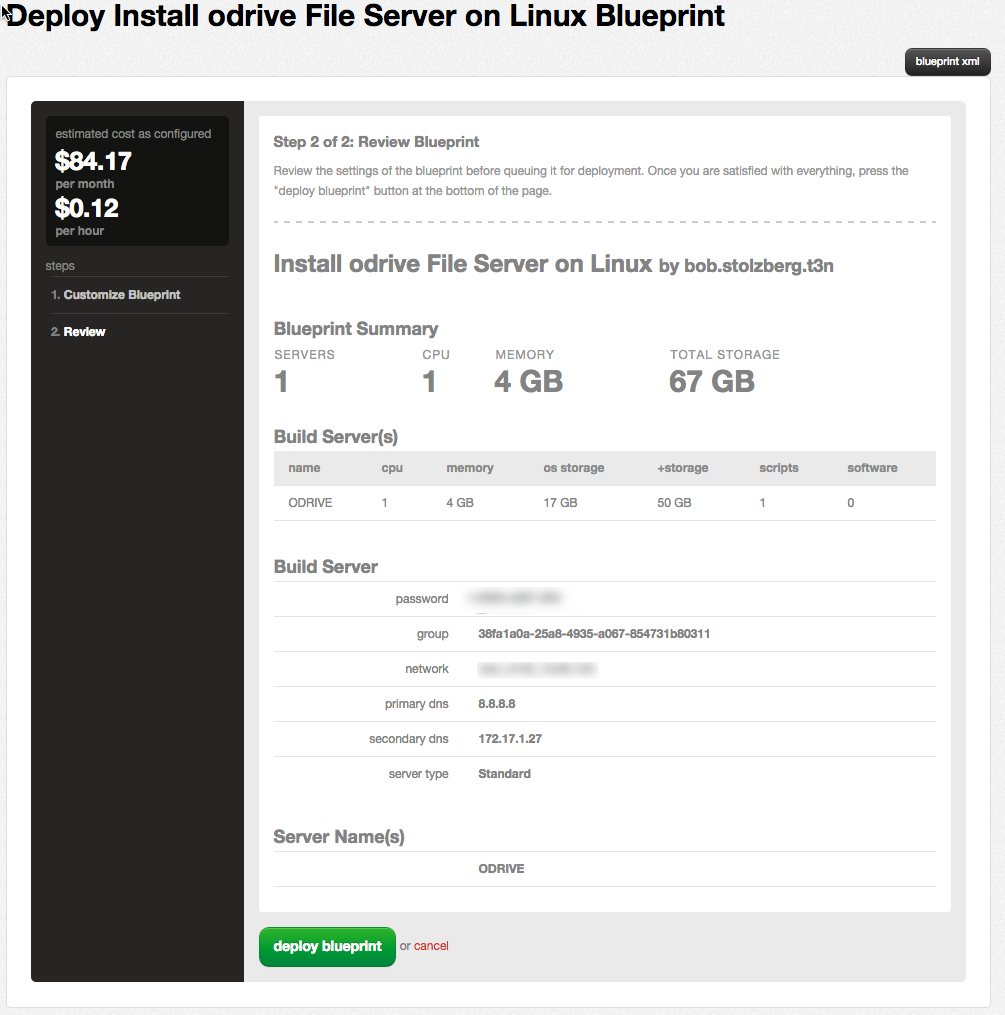 Deploy Install odrive File Server on Linux Blueprint
blueprint xml
estimated cost as configured
$84.17
per month
$0.12
per hour
steps
1. Customize Blueprint
2. Review
Step 2 of 2: Review Blueprint
Review the settings of the blueprint before queuing it for deployment. Once you are satisfied with everything, press the
"deploy blueprint" button at the bottom of the page.
Install odrive File Server on Linux by bob.stolzberg.t3n
Blueprint Summary
SERVERS CPU MEMORY TOTAL STORAGE
1 1 4 GB 67 GB
Build Server(s)
name cpu memory os storage +storage scripts software
ODRIVE 1 4 GB 17 GB 50 GB 1 0
Build Server
password
group 38fa1a0a-25a8-4935-a067-854731b80311
network
primary dns 8.8.8.8
secondary dns 172.17.1.27
server type Standard
Server Name(s)
ODRIVE
deploy blueprint or cancel